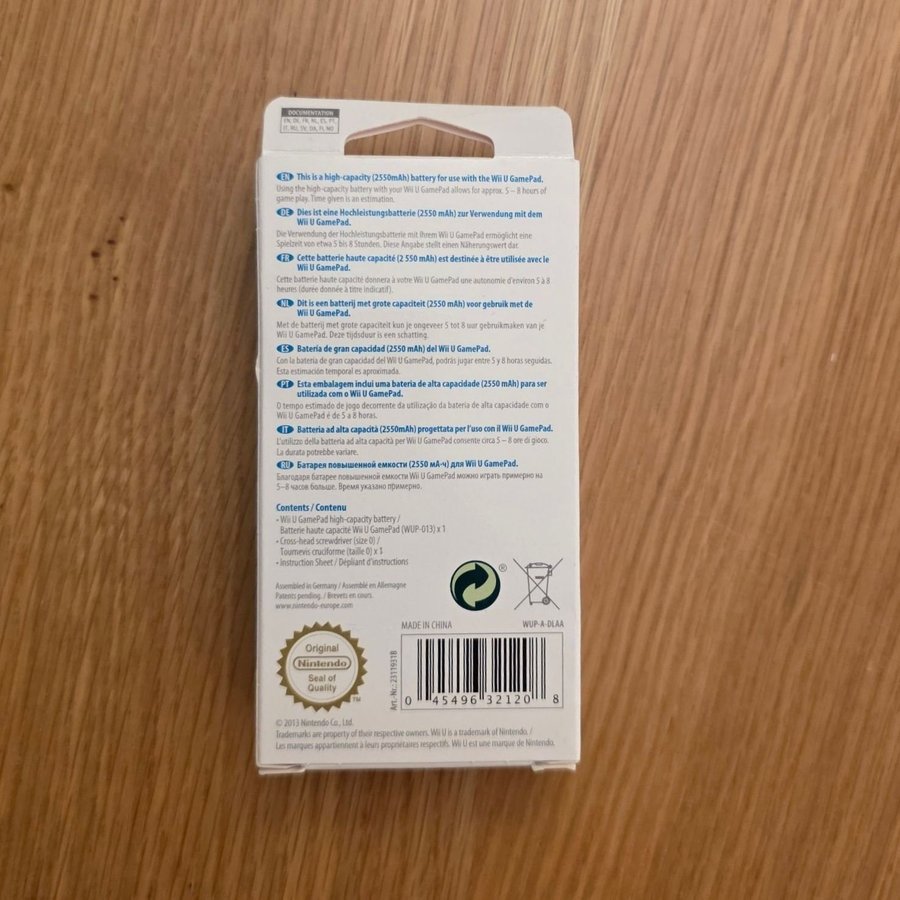 DOCUMENTATION
EN, DE, FR, NL, ES, PT,
IT, RU, SV, DA, FI, NO
EN This is a high-capacity (2550mAh) battery for use with the Wii U GamePad.
Using the high-capacity battery with your Wii U GamePad allows for approx. 5 – 8 hours of
game play. Time given is an estimation.
DE Dies ist eine Hochleistungsbatterie (2550 mAh) zur Verwendung mit dem
Wii U GamePad.
Die Verwendung der Hochleistungsbatterie mit Ihrem Wii U GamePad ermöglicht eine
Spielzeit von etwa 5 bis 8 Stunden. Diese Angabe stellt einen Näherungswert dar.
FR Cette batterie haute capacité (2 550 mAh) est destinée à être utilisée avec le
Wii U GamePad.
Cette batterie haute capacité donnera à votre Wii U GamePad une autonomie d'environ 5 à 8
heures (durée donnée à titre indicatif).
NL Dit is een batterij met grote capaciteit (2550 mAh) voor gebruik met de
Wii U GamePad.
Met de batterij met grote capaciteit kun je ongeveer 5 tot 8 uur gebruikmaken van je
Wii U GamePad. Deze tijdsduur is een schatting.
ES Batería de gran capacidad (2550 mAh) del Wii U GamePad.
Con la batería de gran capacidad del Wii U GamePad, podrás jugar entre 5 y 8 horas seguidas.
Esta estimación temporal es aproximada.
PT Esta embalagem inclui uma bateria de alta capacidade (2550 mAh) para ser
utilizada com o Wii U GamePad.
O tempo estimado de jogo decorrente da utilização da bateria de alta capacidade com o
Wii U GamePad é de 5 a 8 horas.
IT Batteria ad alta capacità (2550mAh) progettata per l'uso con il Wii U GamePad.
L'utilizzo della batteria ad alta capacità per Wii U GamePad consente circa 5 – 8 ore di gioco.
La durata potrebbe variare.
RU Батарея повышенной емкости (2550 мА-ч) для Wii U GamePad.
Благодаря батарее повышенной емкости Wii U GamePad можно играть примерно на
5–8 часов больше. Время указано примерно.
Contents / Contenu
• Wii U GamePad high-capacity battery /
Batterie haute capacité Wii U GamePad (WUP-013) x 1
• Cross-head screwdriver (size 0) /
Tournevis cruciforme (taille 0) x 1
• Instruction Sheet / Dépliant d'instructions
Assembled in Germany / Assemblé en Allemagne
Patents pending. / Brevets en cours.
www.nintendo-europe.com
®
MADE IN CHINA
WUP-A-DLAA
Art.-No.: 2311931B
0 45496 32120 8
Original
Nintendo
Seal of
Quality
TM
© 2013 Nintendo Co., Ltd.
Trademarks are property of their respective owners. Wii U is a trademark of Nintendo. /
Les marques appartiennent à leurs propriétaires respectifs. Wii U est une marque de Nintendo.